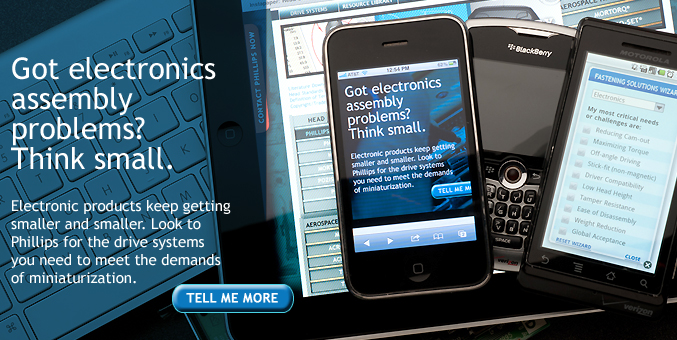 Got electronics
assembly
problems?
Think small.
Electronic products keep getting
smaller and smaller. Look to
Phillips for the drive systems
you need to meet the demands
of miniaturization.
TELL ME MORE
CONTACT PHILLIPS NOW
DRIVE SYSTEMS
RESOURCE LIBRARY
AEROSPACE
MORTORQ®
HEAD
PHILLIPS
AEROSPACE
AT&T
12:54 PM
Got electronics
assembly
problems?
Think small.
Electronic products keep getting
smaller and smaller. Look to
Phillips for the drive systems
you need to meet the demands
of miniaturization.
TELL ME MO
BlackBerry
MOTOROLA
FASTENING SOLUTIONS WIZAR
Electronics
My most critical needs
or challenges are:
Reducing Cam-out
Maximizing Torque
Off-angle Driving
Stick-fit (non-magnetic)
Driver Compatibility
Low Head Height
Tamper Resistance
Ease of Disassembly
Weight Reduction
Global Acceptance
RESET WIZARD
CLOSE
verizon